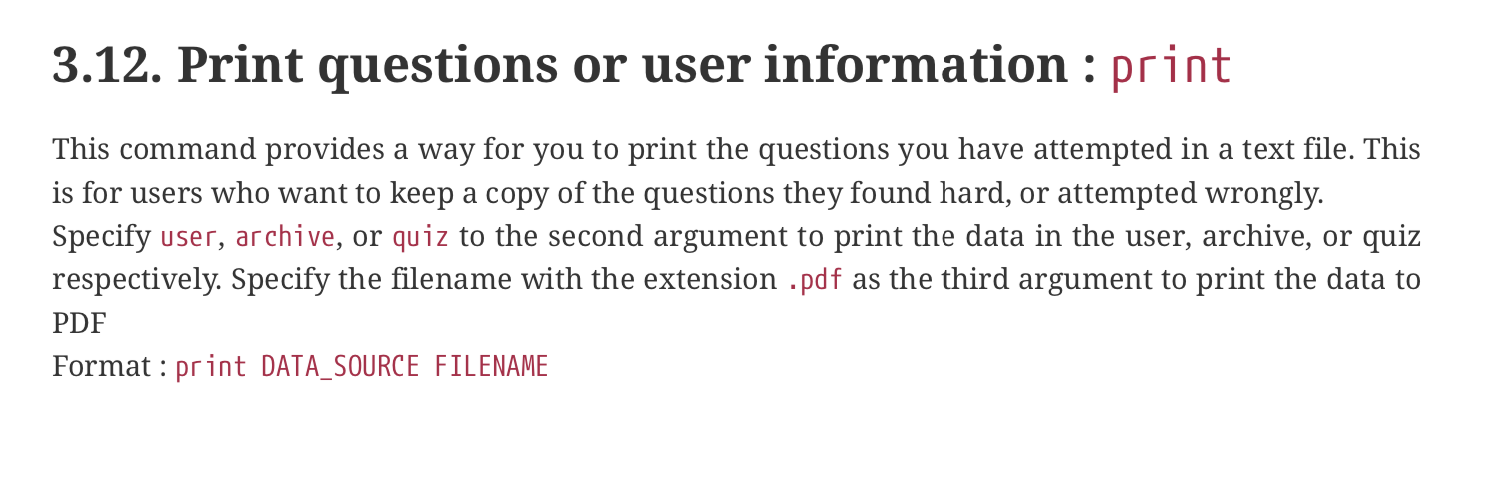 3.12. Print questions or user information : print
This command provides a way for you to print the questions you have attempted in a text file. This
is for users who want to keep a copy of the questions they found hard, or attempted wrongly.
Specify user, archive, or quiz to the second argument to print the data in the user, archive, or quiz
respectively. Specify the filename with the extension .pdf as the third argument to print the data to
PDF
Format : print DATA_SOURCE FILENAME